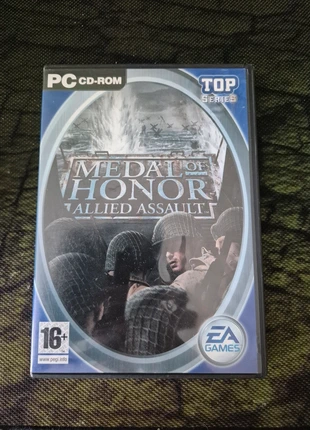 PC CD-ROM
TOP
SERIES
MEDAL OF
HONOR
ALLIED ASSAULT
16+
www.pegi.info
EA
GAMES